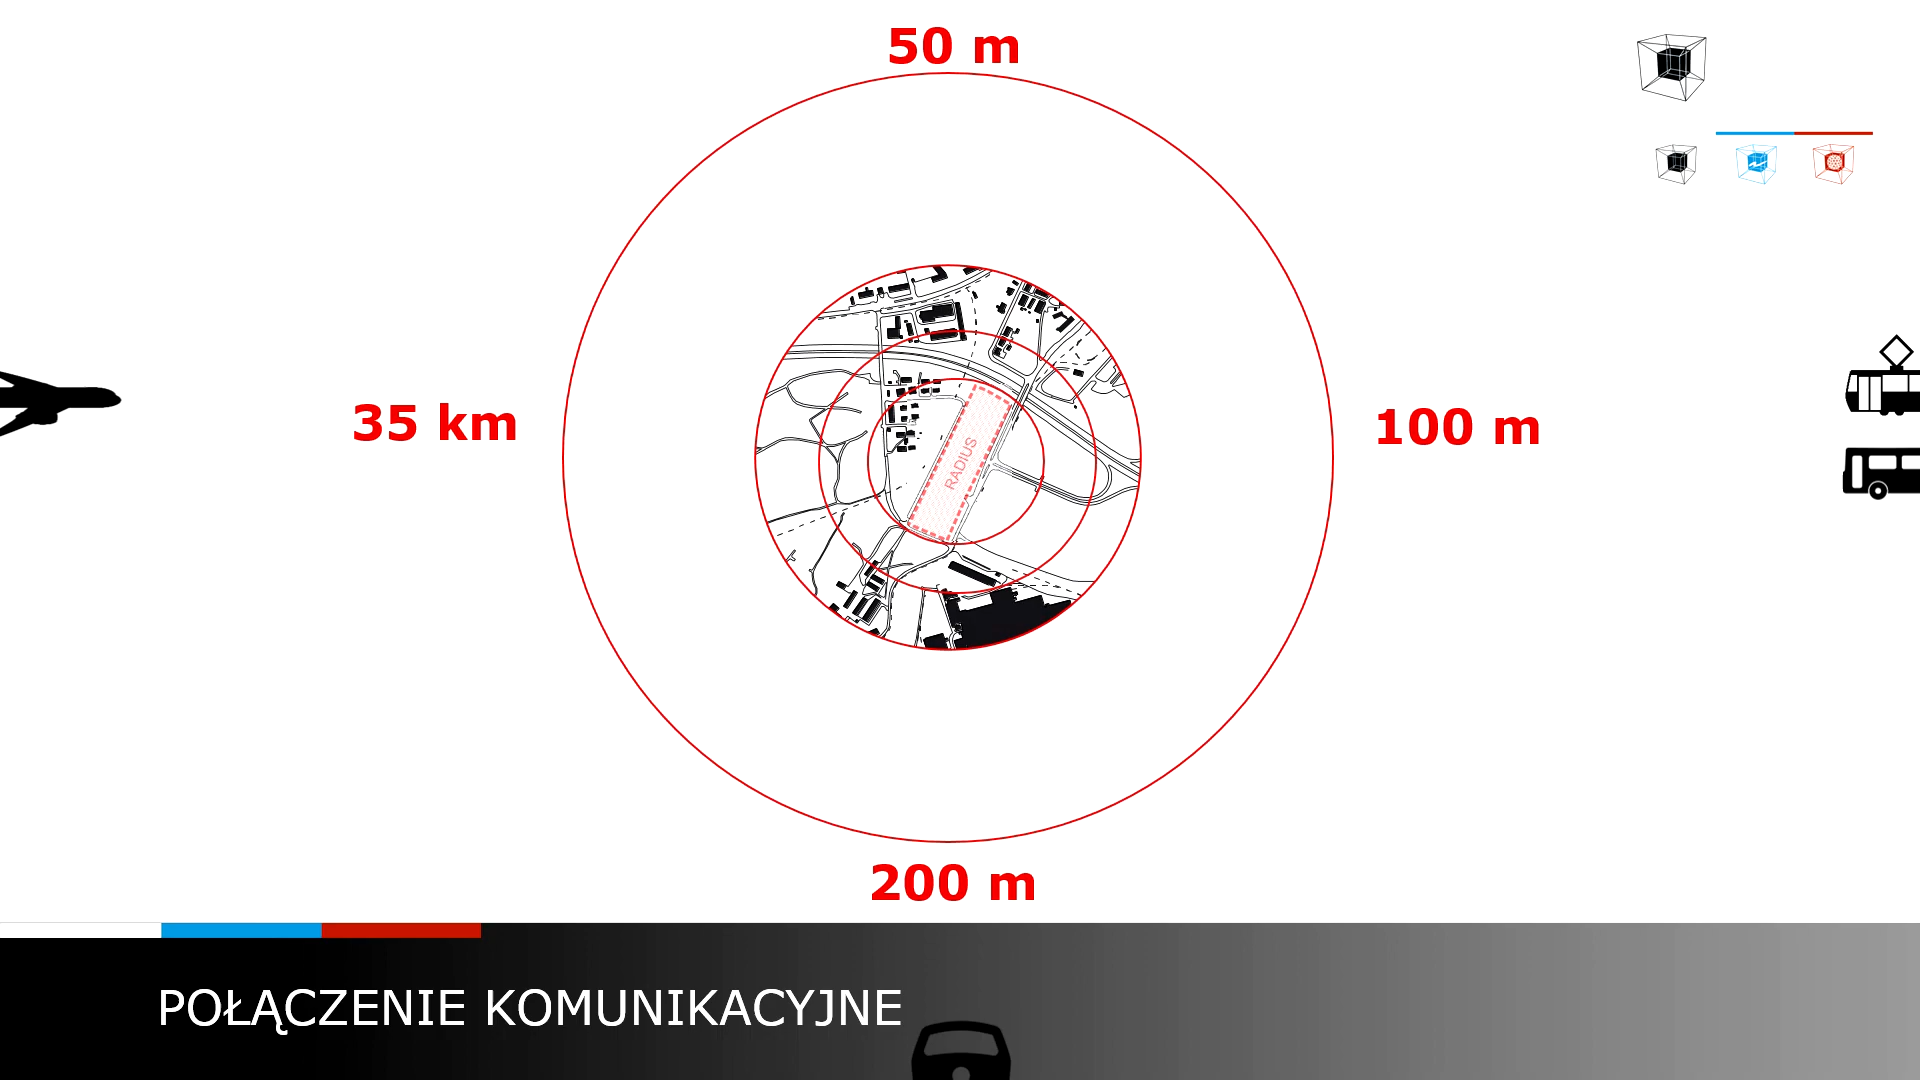 50 m
35 km
100 m
RADIUS
200 m
POŁĄCZENIE KOMUNIKACYJNE